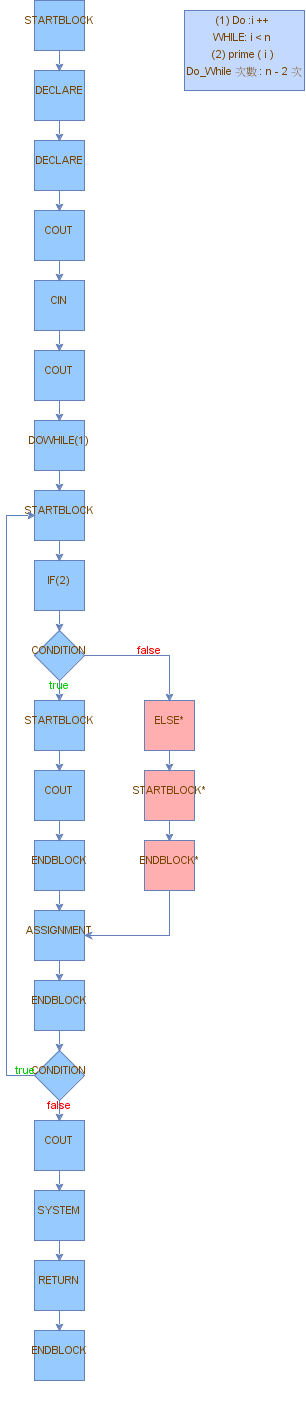 STARTBLOCK
(1) Do :i ++
WHILE: i < n
(2) prime ( i )
Do_While 次數 : n - 2 次
DECLARE
DECLARE
COUT
CIN
COUT
DOWHILE(1)
STARTBLOCK
IF(2)
CONDITION
false
true
STARTBLOCK
ELSE*
COUT
STARTBLOCK*
ENDBLOCK
ENDBLOCK*
ASSIGNMENT
ENDBLOCK
true
CONDITION
false
COUT
SYSTEM
RETURN
ENDBLOCK